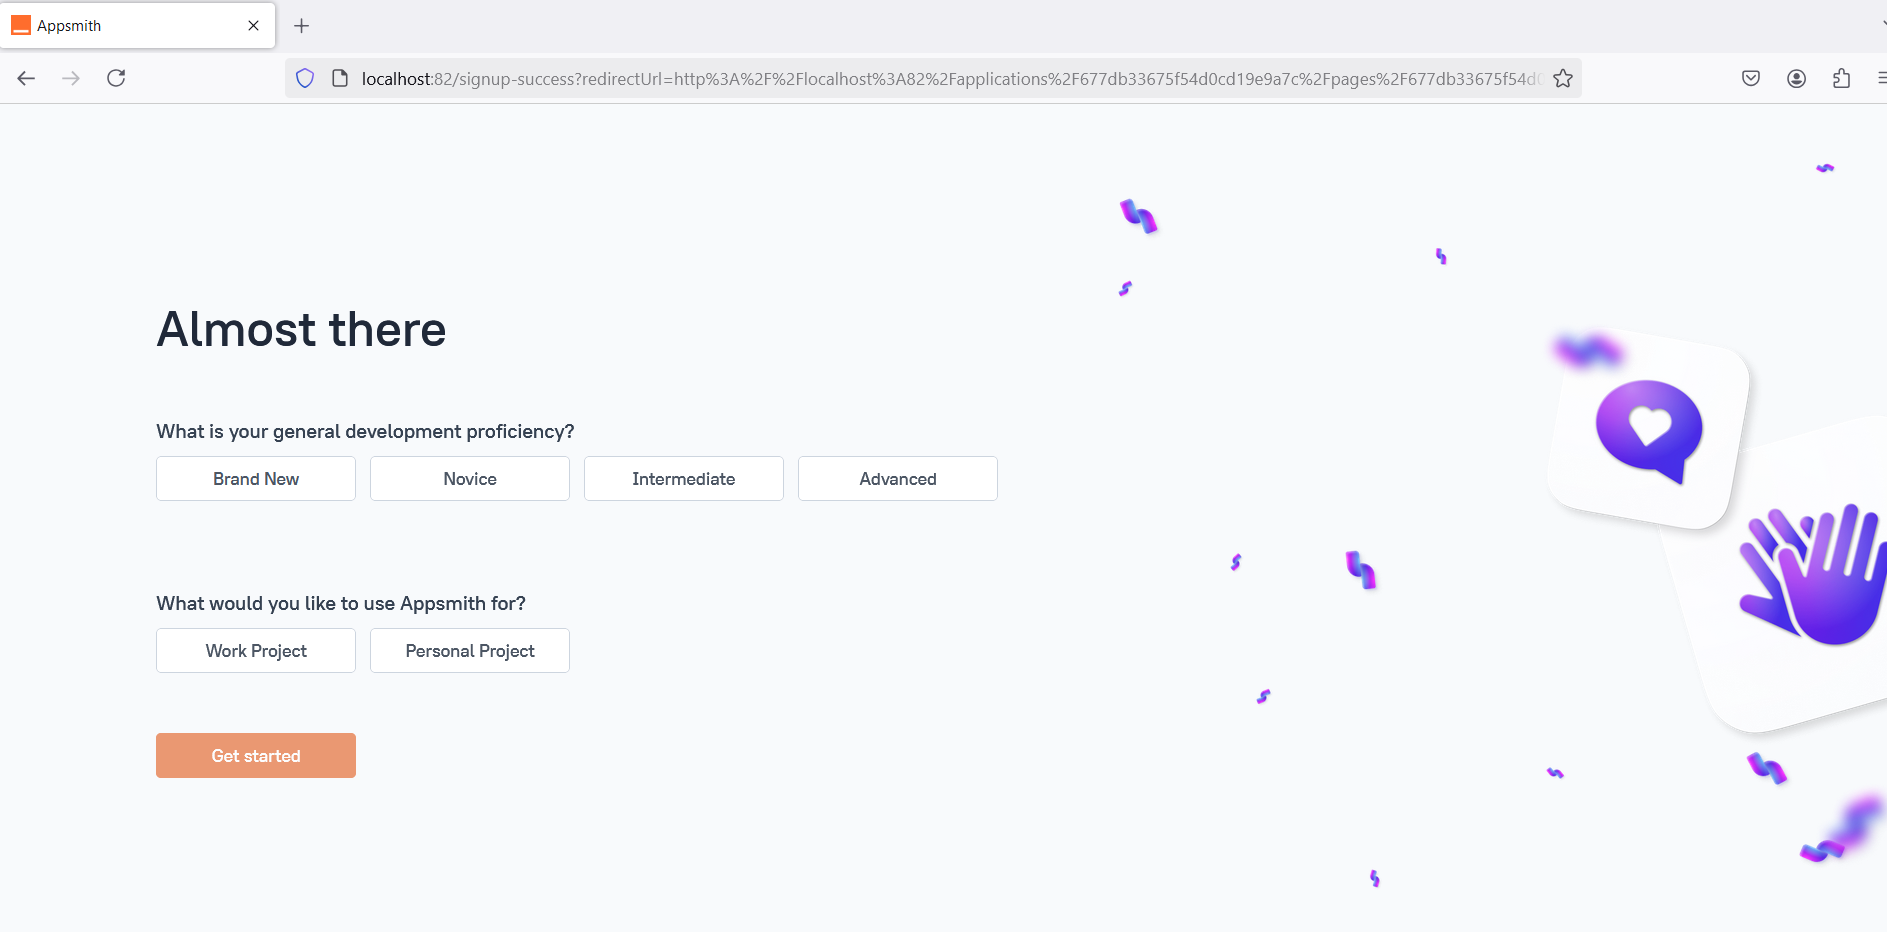 Appsmith
localhost:82/signup-success?redirectUrl=http%3A%2F%2Flocalhost%3A82%2Fapplications%2F677db33675f54d0cd19e9a7c%2Fpages%2F677db33675f54d0
Almost there
What is your general development proficiency?
Brand New Novice Intermediate Advanced
What would you like to use Appsmith for?
Work Project Personal Project
Get started